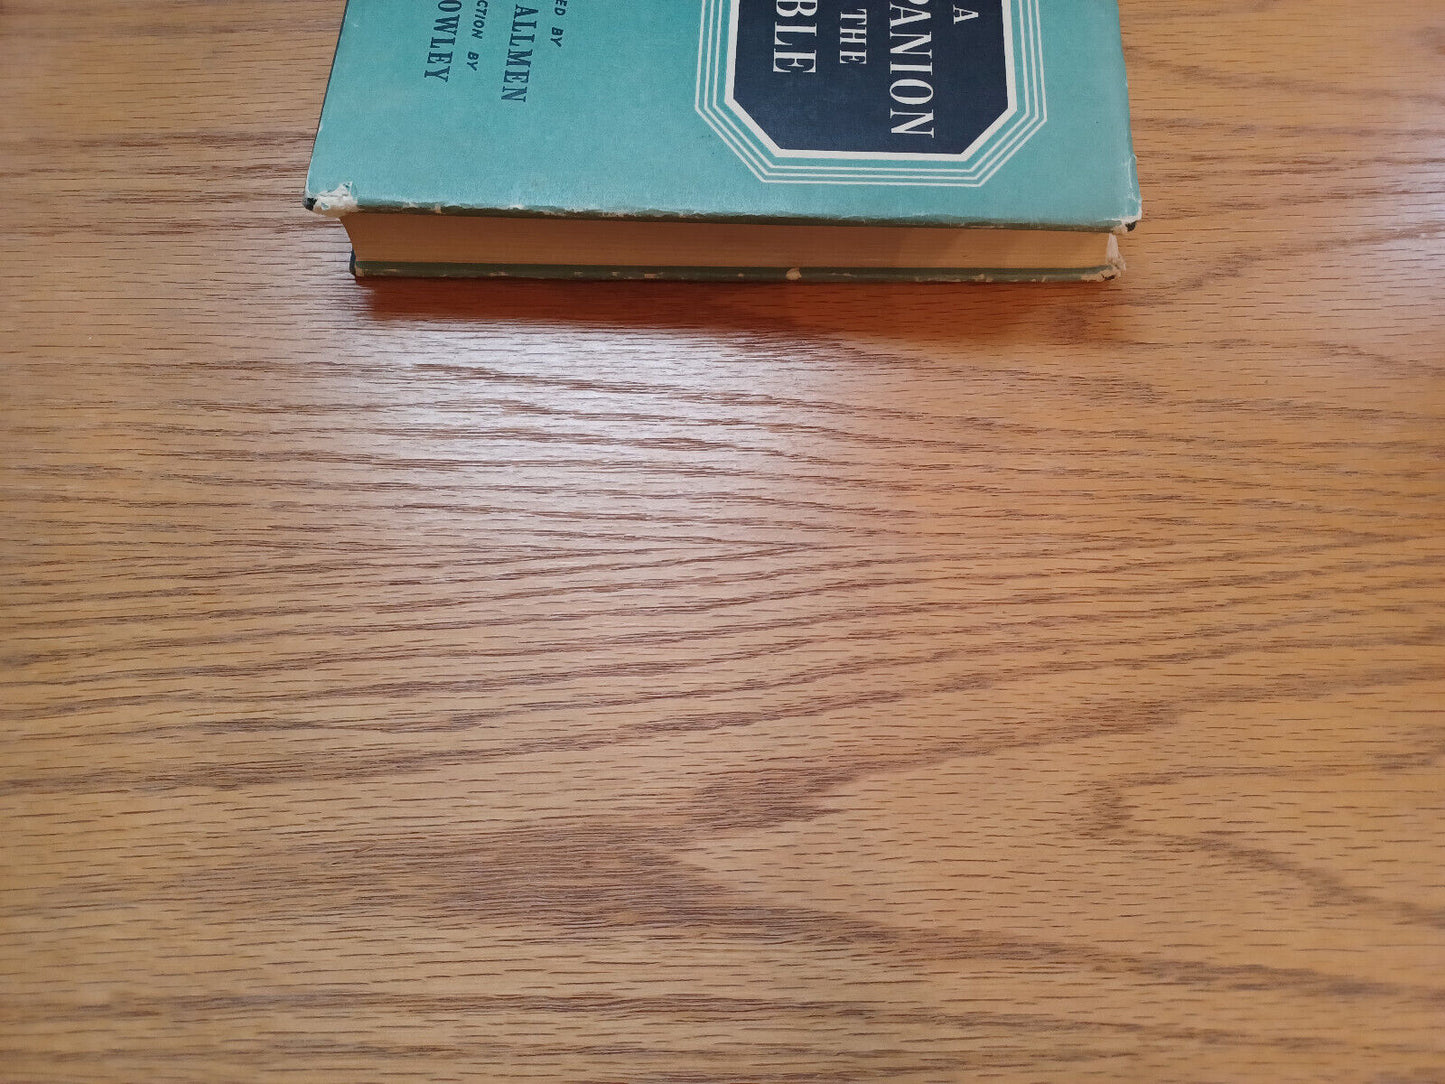 A
PANION
THE
BLE
ED BY
ALLMEN
CTION BY
OWLEY